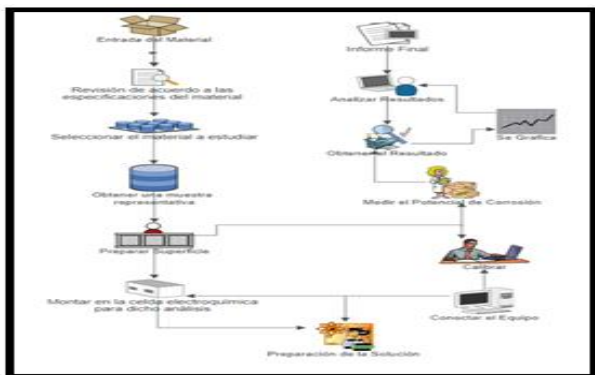 Entrada del Material
Revisión de acuerdo a las
especificaciones del material
Seleccionar el material a estudiar
Obtener una muestra
representativa
Preparar Superficie
Montar en la celda electroquímica
para dicho análisis
Preparación de la Solución
Informe Final
Analizar Resultados
Se Grafica
Obtener el Resultado
Medir el Potencial de Corrosión
Calibrar
Conectar el Equipo